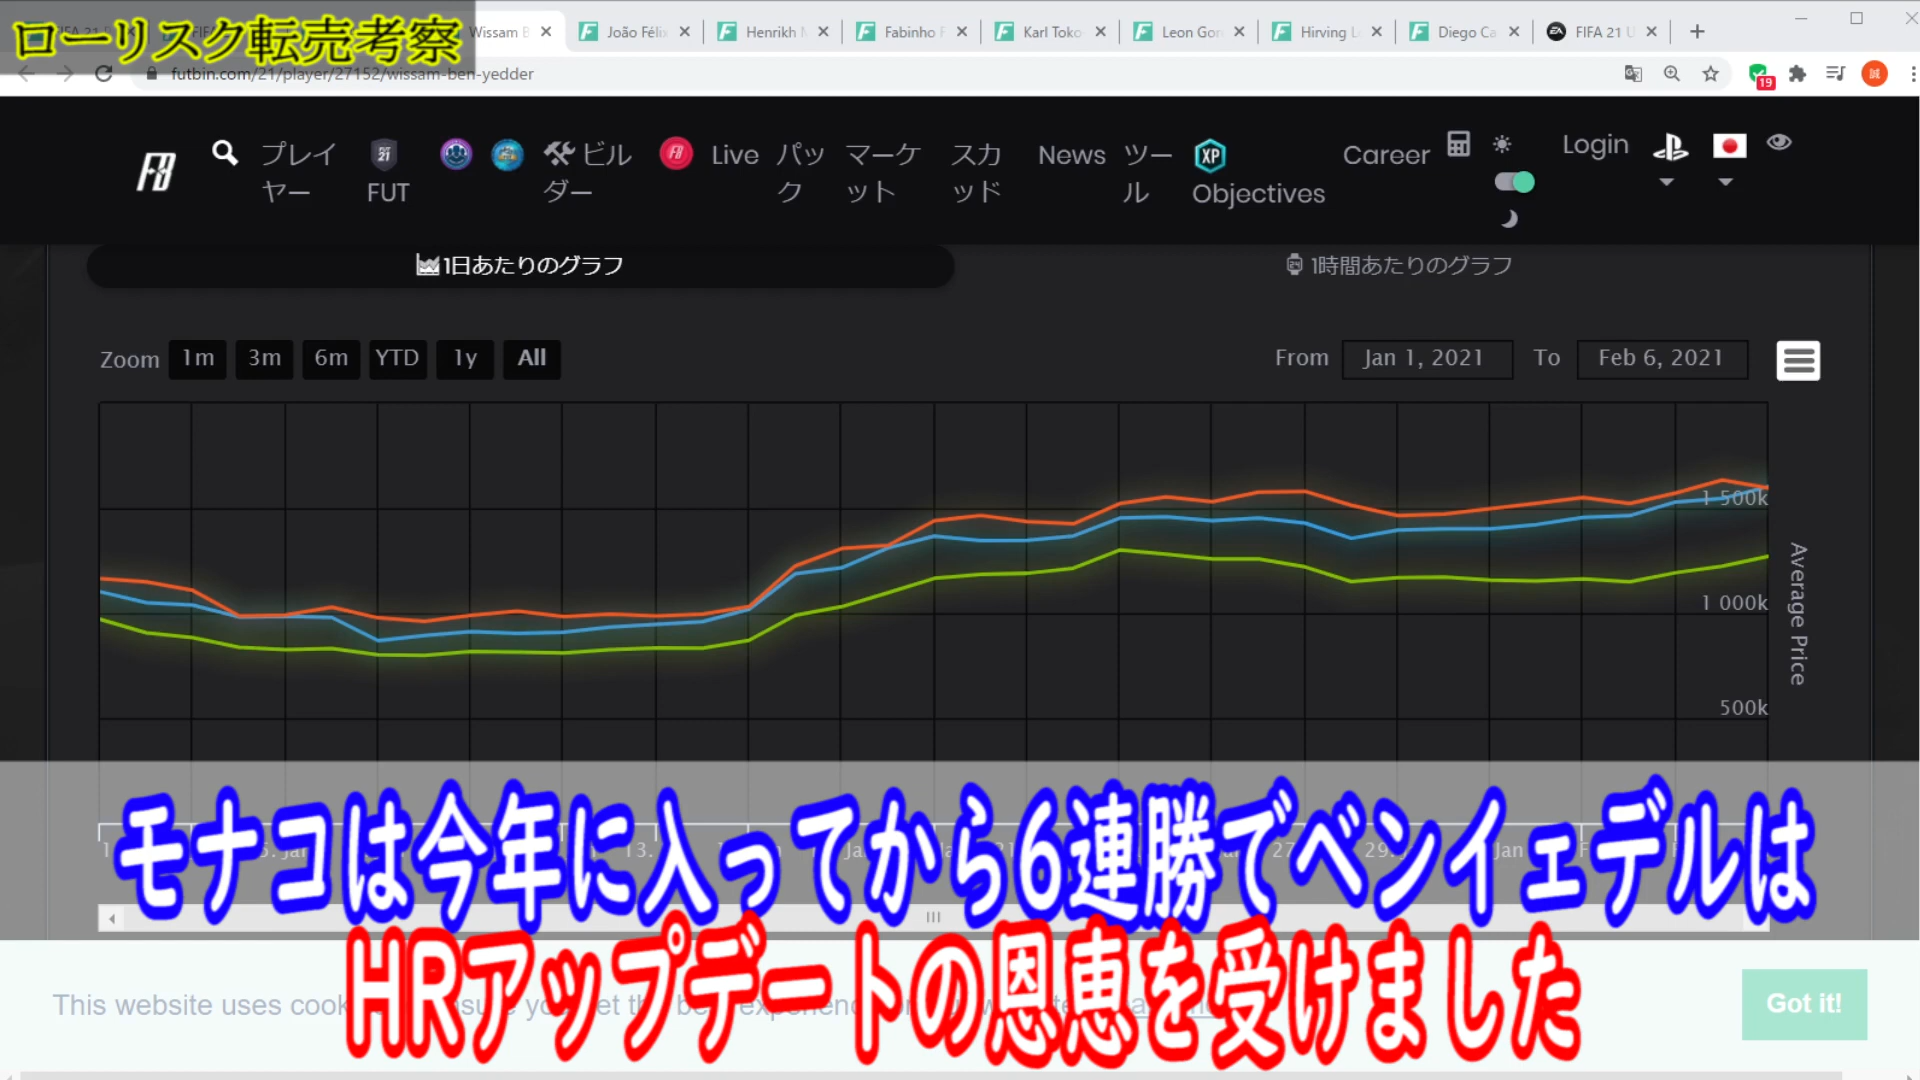 ローリスク転売考察
Wissam B
João Féli
Henrikh M
Fabinho F
Karl Toko
Leon Gor
Hirving L
Diego Ca
FIFA 21 U
futbin.com/21/player/27152/wissam-ben-yedder
19
プレイヤー
FUT
ビルダー
Live
パック
マーケット
スカッド
News
ツール
XP
Objectives
Career
Login
1日あたりのグラフ
1時間あたりのグラフ
Zoom 1m 3m 6m YTD 1y All
From Jan 1, 2021 To Feb 6, 2021
1 500k
1 000k
500k
Average Price
モナコは今年に入ってから6連勝でベンイェデルは
HRアップデートの恩恵を受けました
This website uses
Got it!